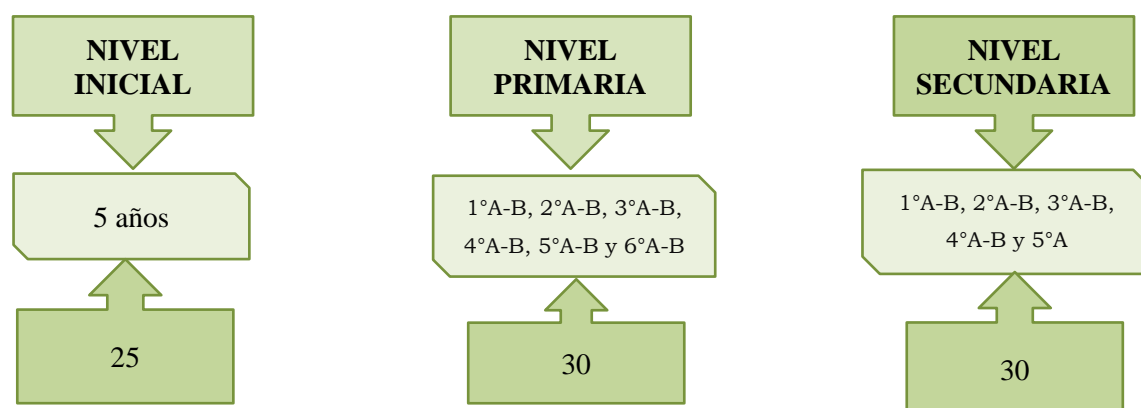 NIVEL
INICIAL
5 años
25
NIVEL
PRIMARIA
1°A-B, 2°A-B, 3°A-B,
4°A-B, 5°A-B y 6°A-B
30
NIVEL
SECUNDARIA
1°A-B, 2°A-B, 3°A-B,
4°A-B y 5°A
30